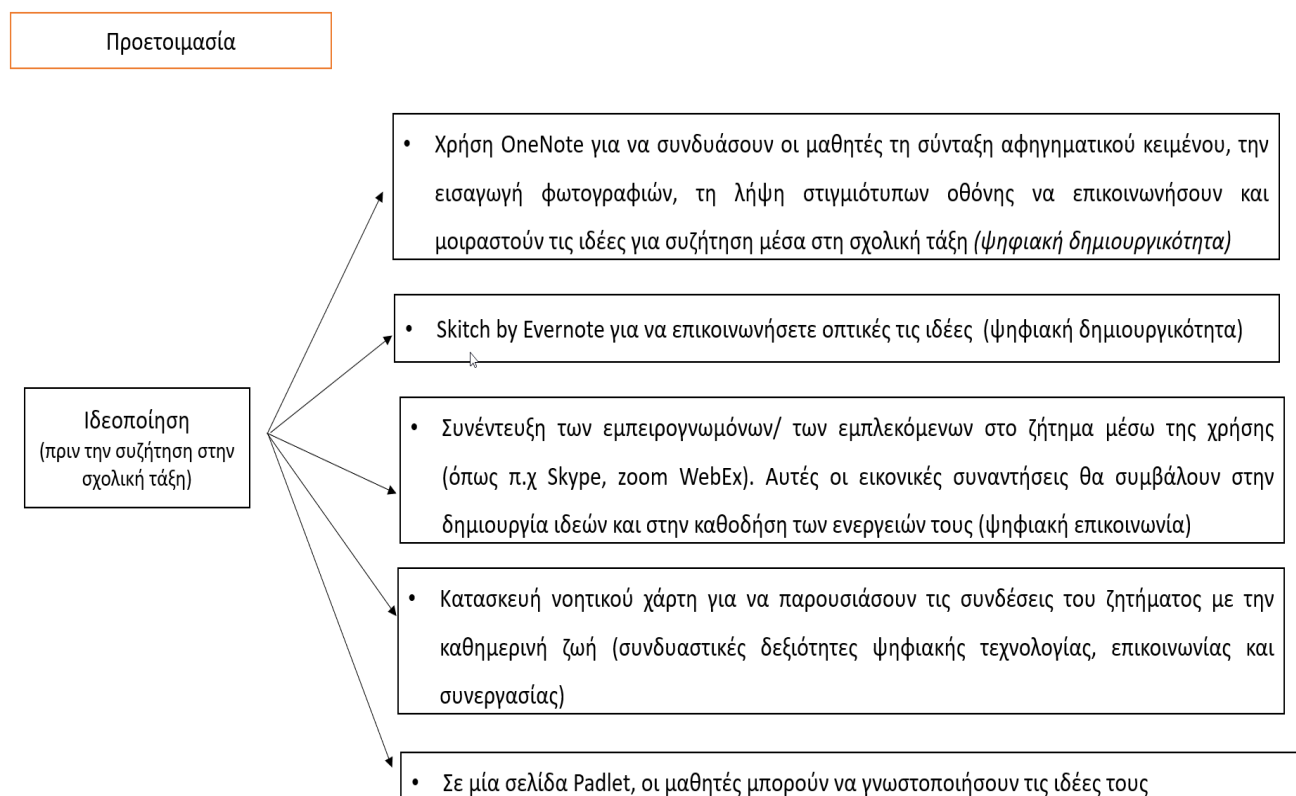 Προετοιμασία
• Χρήση OneNote για να συνδυάσουν οι μαθητές τη σύνταξη αφηγηματικού κειμένου, την
εισαγωγή φωτογραφιών, τη λήψη στιγμιότυπων οθόνης να επικοινωνήσουν και
μοιραστούν τις ιδέες για συζήτηση μέσα στη σχολική τάξη (ψηφιακή δημιουργικότητα)
• Skitch by Evernote για να επικοινωνήσετε οπτικές τις ιδέες (ψηφιακή δημιουργικότητα)
Ιδεοποίηση
(πριν την συζήτηση στην
σχολική τάξη)
• Συνέντευξη των εμπειρογνωμόνων/ των εμπλεκόμενων στο ζήτημα μέσω της χρήσης
(όπως π.χ Skype, zoom WebEx). Αυτές οι εικονικές συναντήσεις θα συμβάλουν στην
δημιουργία ιδεών και στην καθοδήση των ενεργειών τους (ψηφιακή επικοινωνία)
• Κατασκευή νοητικού χάρτη για να παρουσιάσουν τις συνδέσεις του ζητήματος με την
καθημερινή ζωή (συνδυαστικές δεξιότητες ψηφιακής τεχνολογίας, επικοινωνίας και
συνεργασίας)
• Σε μία σελίδα Padlet, οι μαθητές μπορούν να γνωστοποιήσουν τις ιδέες τους